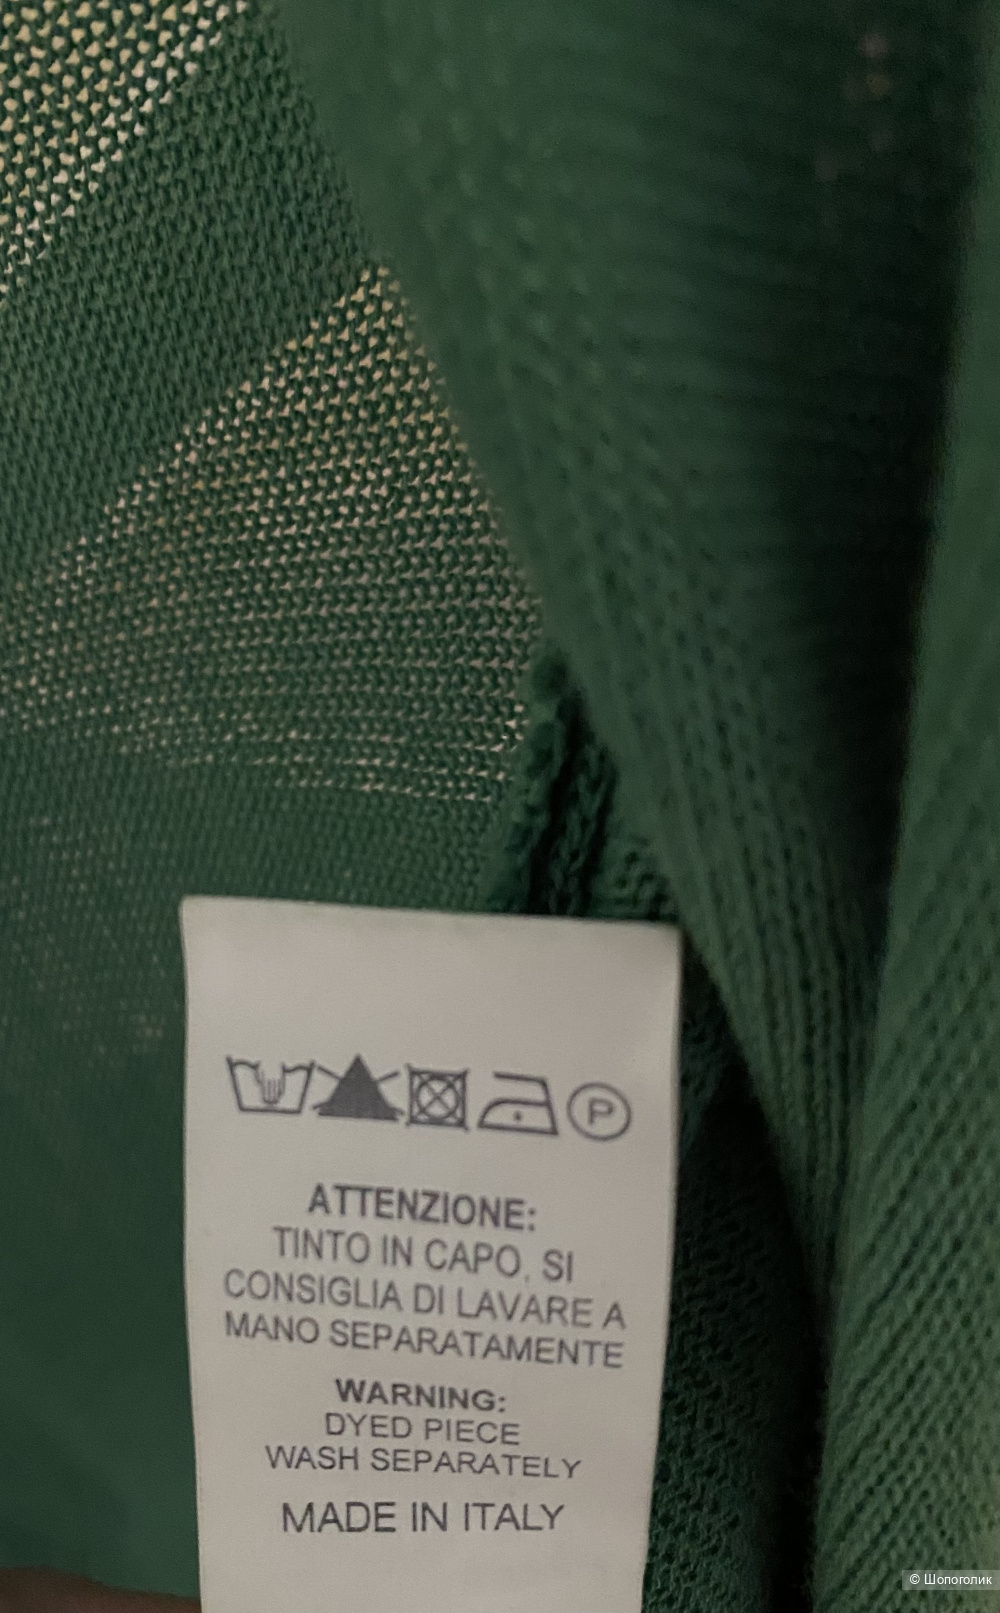 P
ATTENZIONE:
TINTO IN CAPO, SI
CONSIGLIA DI LAVARE A
MANO SEPARATAMENTE
WARNING:
DYED PIECE
WASH SEPARATELY
MADE IN ITALY
© Шопоголик